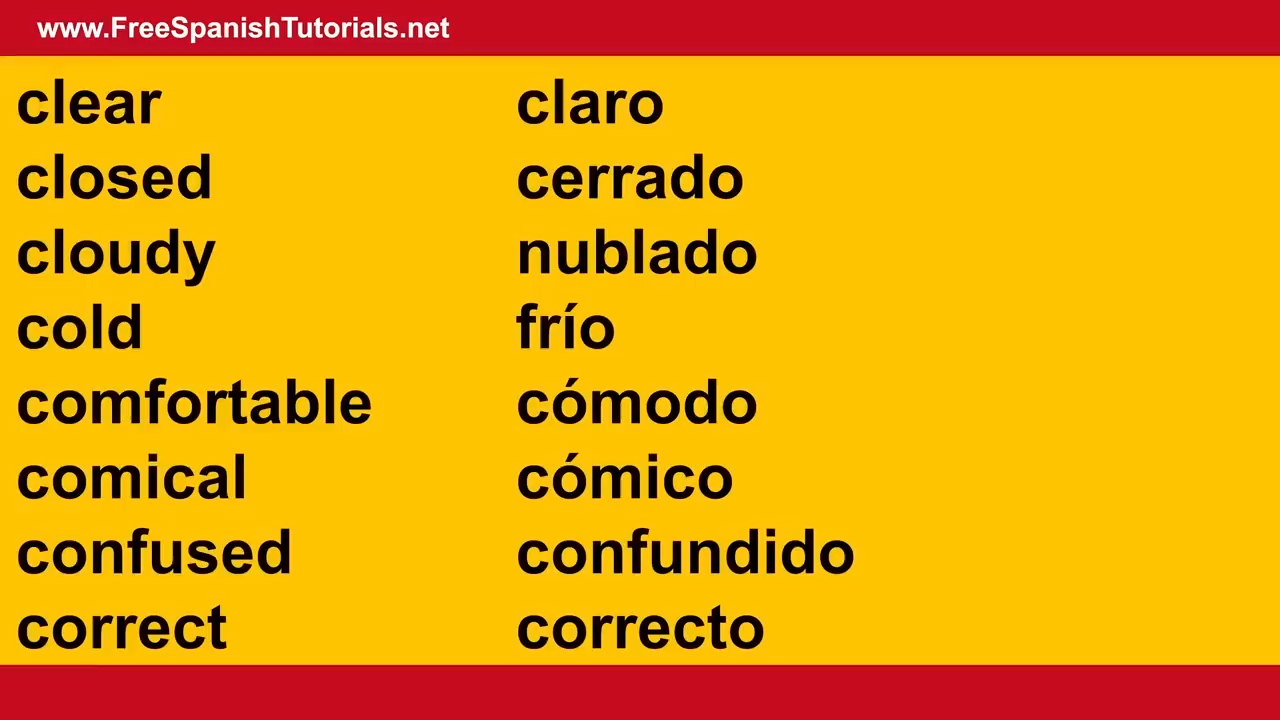 www.FreeSpanishTutorials.net
clear claro
closed cerrado
cloudy nublado
cold frío
comfortable cómodo
comical cómico
confused confundido
correct correcto